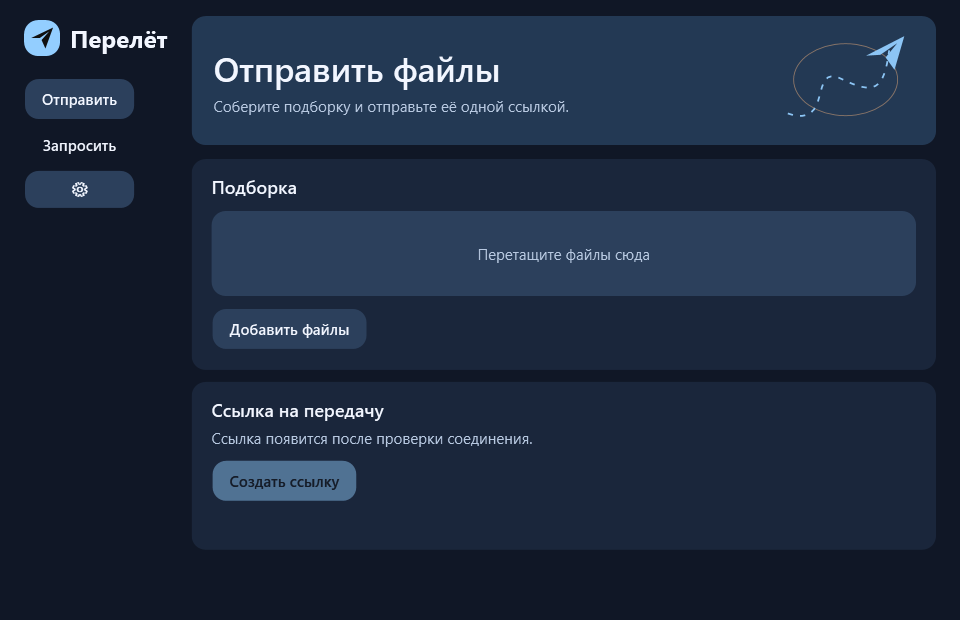 Перелёт
Отправить
Запросить
Отправить файлы
Соберите подборку и отправьте её одной ссылкой.
Подборка
Перетащите файлы сюда
Добавить файлы
Ссылка на передачу
Ссылка появится после проверки соединения.
Создать ссылку